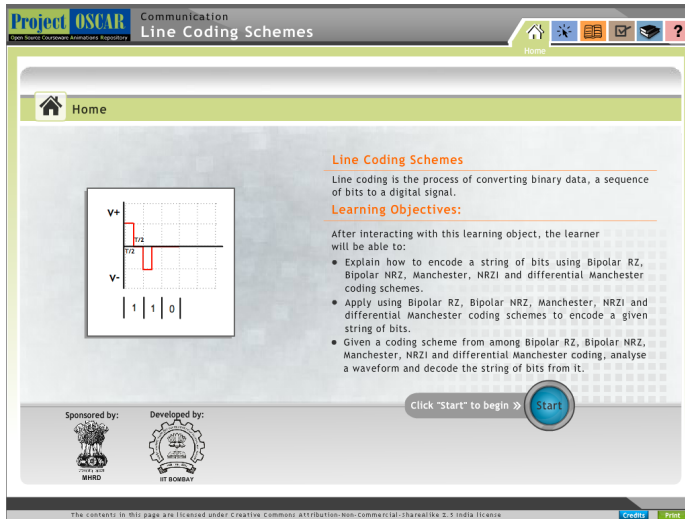 Project OSCAR
Open Source Courseware Animations Repository
Communication
Line Coding Schemes
?
Home
Home
Line Coding Schemes
Line coding is the process of converting binary data, a sequence
of bits to a digital signal.
Learning Objectives:
After interacting with this learning object, the learner
will be able to:
• Explain how to encode a string of bits using Bipolar RZ,
Bipolar NRZ, Manchester, NRZI and differential Manchester
coding schemes.
• Apply using Bipolar RZ, Bipolar NRZ, Manchester, NRZI and
differential Manchester coding schemes to encode a given
string of bits.
• Given a coding scheme from among Bipolar RZ, Bipolar NRZ,
Manchester, NRZI and differential Manchester coding, analyse
a waveform and decode the string of bits from it.
V+
T/2
T/2
V-
1 1 0
Click "Start" to begin »
Start
Sponsored by:
MHRD
Developed by:
IIT BOMBAY
The contents in this page are licensed under Creative Commons Attribution-Non-Commercial-ShareAlike 2.5 India license
Credits
Print